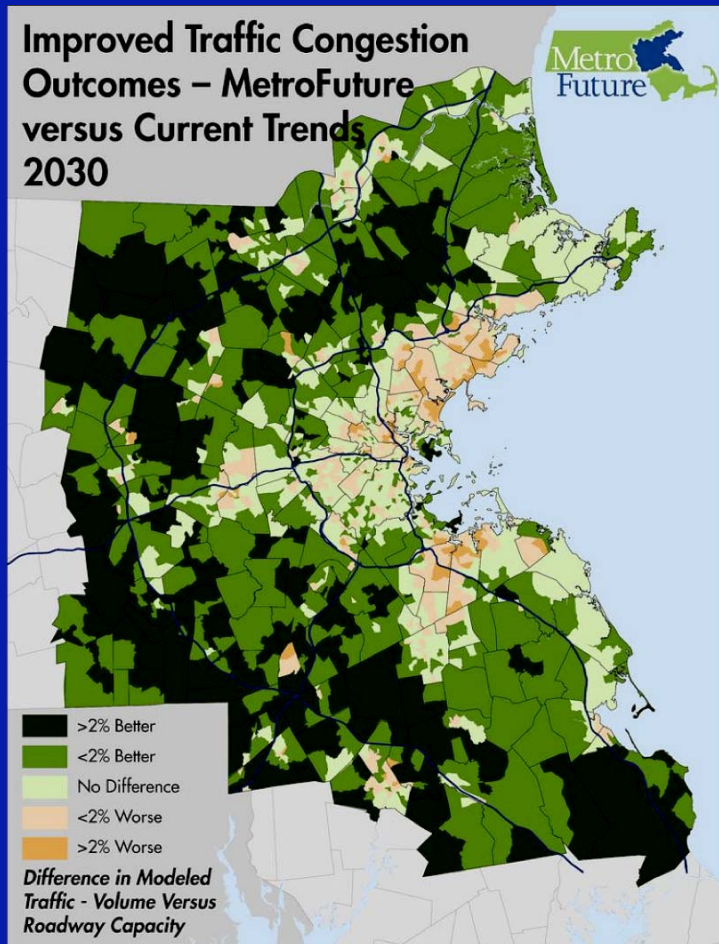 Improved Traffic Congestion
Outcomes – MetroFuture
versus Current Trends
2030
Metro
Future
>2% Better
<2% Better
No Difference
<2% Worse
>2% Worse
Difference in Modeled
Traffic - Volume Versus
Roadway Capacity